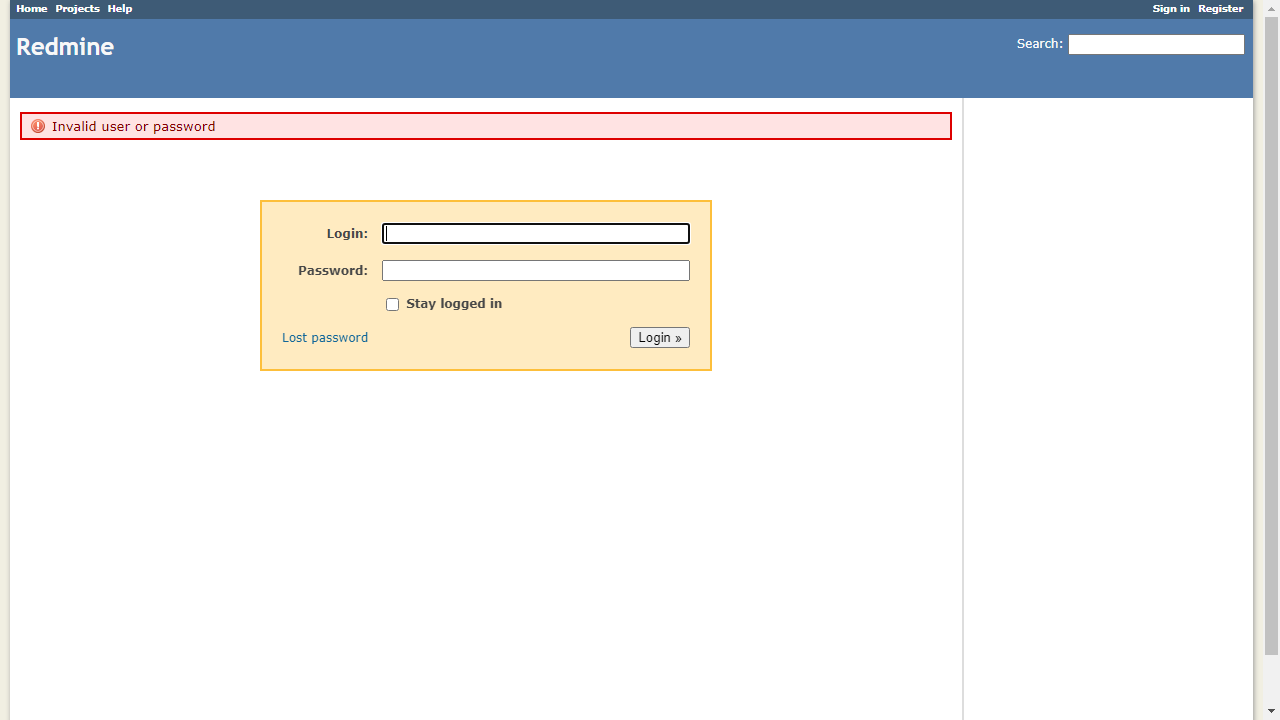 Home Projects Help Sign in Register
Redmine
Search:
Invalid user or password
Login:
Password:
Stay logged in
Lost password
Login »